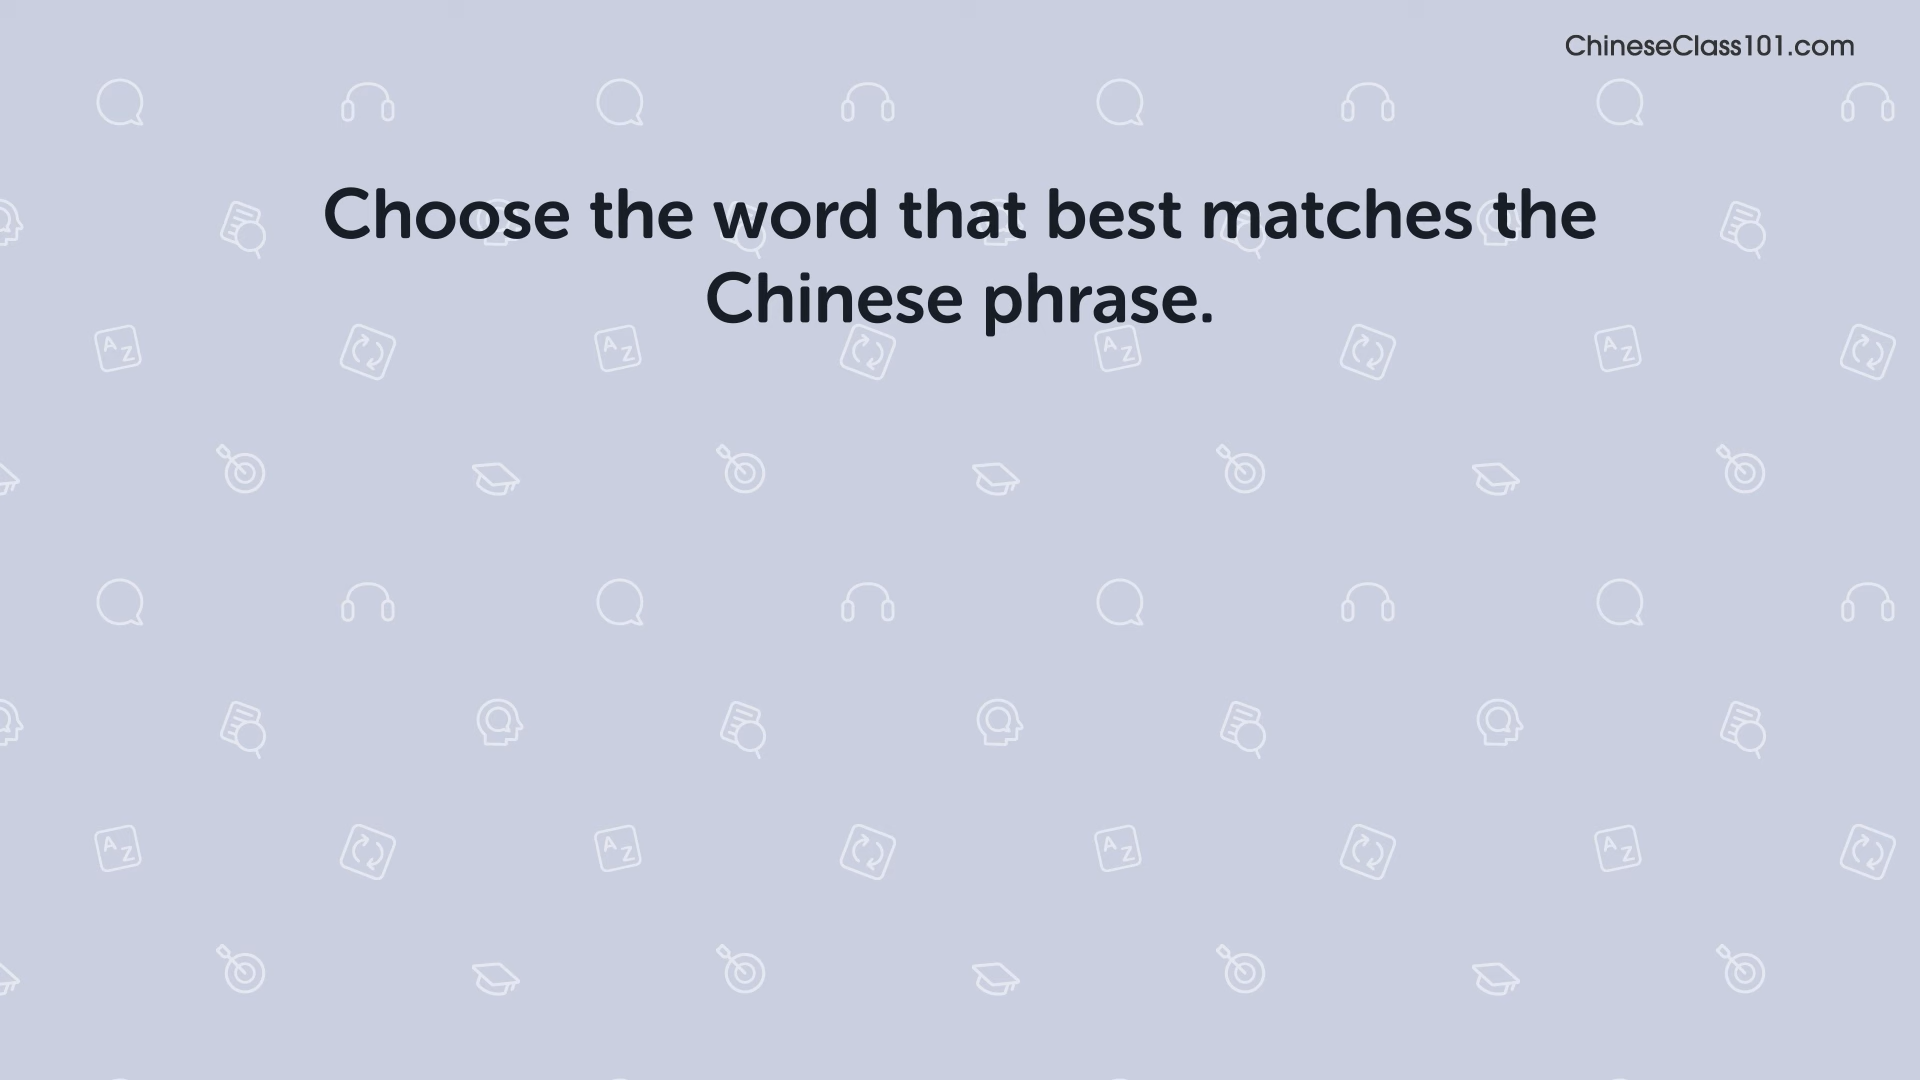 ChineseClass101.com
Choose the word that best matches the
Chinese phrase.